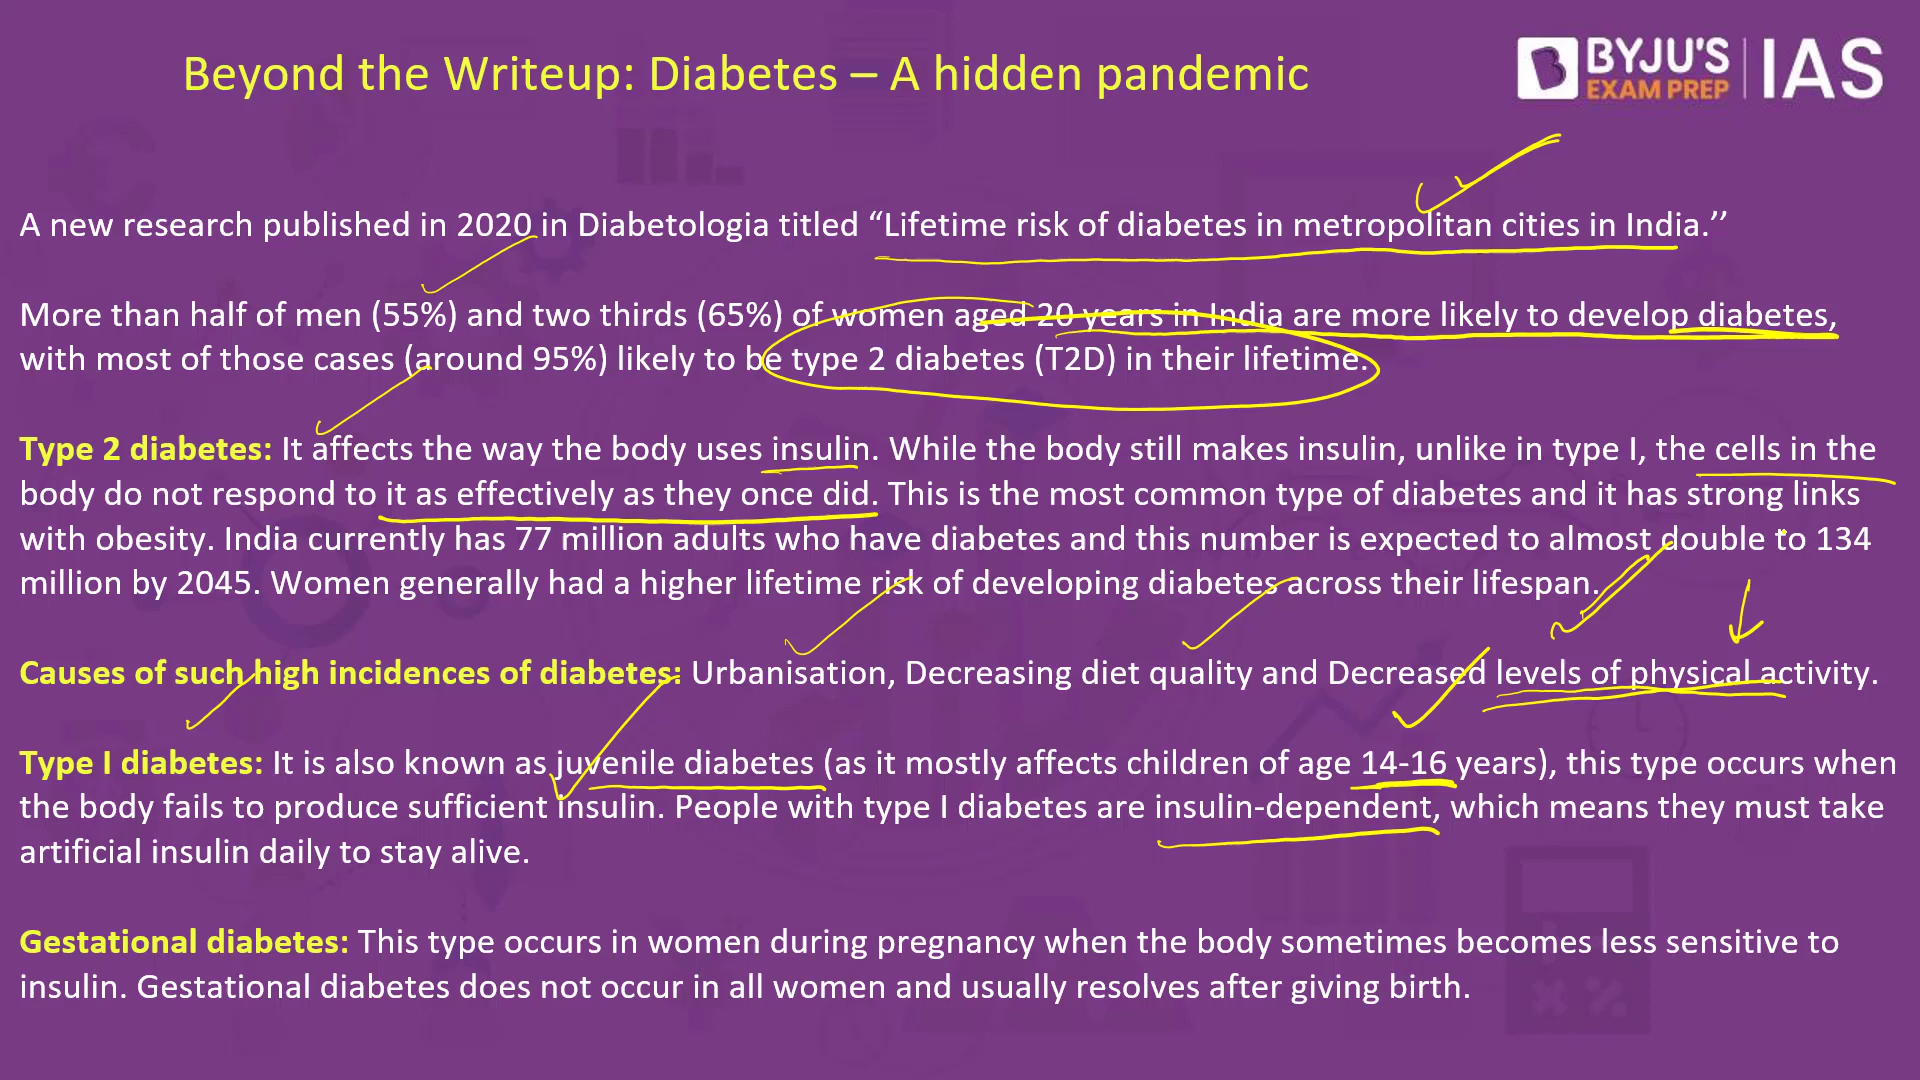 Beyond the Writeup: Diabetes – A hidden pandemic
BYJU'S
EXAM PREP
IAS
A new research published in 2020 in Diabetologia titled “Lifetime risk of diabetes in metropolitan cities in India.’’
More than half of men (55%) and two thirds (65%) of women aged 20 years in India are more likely to develop diabetes,
with most of those cases (around 95%) likely to be type 2 diabetes (T2D) in their lifetime.
Type 2 diabetes: It affects the way the body uses insulin. While the body still makes insulin, unlike in type I, the cells in the
body do not respond to it as effectively as they once did. This is the most common type of diabetes and it has strong links
with obesity. India currently has 77 million adults who have diabetes and this number is expected to almost double to 134
million by 2045. Women generally had a higher lifetime risk of developing diabetes across their lifespan.
Causes of such high incidences of diabetes: Urbanisation, Decreasing diet quality and Decreased levels of physical activity.
Type I diabetes: It is also known as juvenile diabetes (as it mostly affects children of age 14-16 years), this type occurs when
the body fails to produce sufficient insulin. People with type I diabetes are insulin-dependent, which means they must take
artificial insulin daily to stay alive.
Gestational diabetes: This type occurs in women during pregnancy when the body sometimes becomes less sensitive to
insulin. Gestational diabetes does not occur in all women and usually resolves after giving birth.